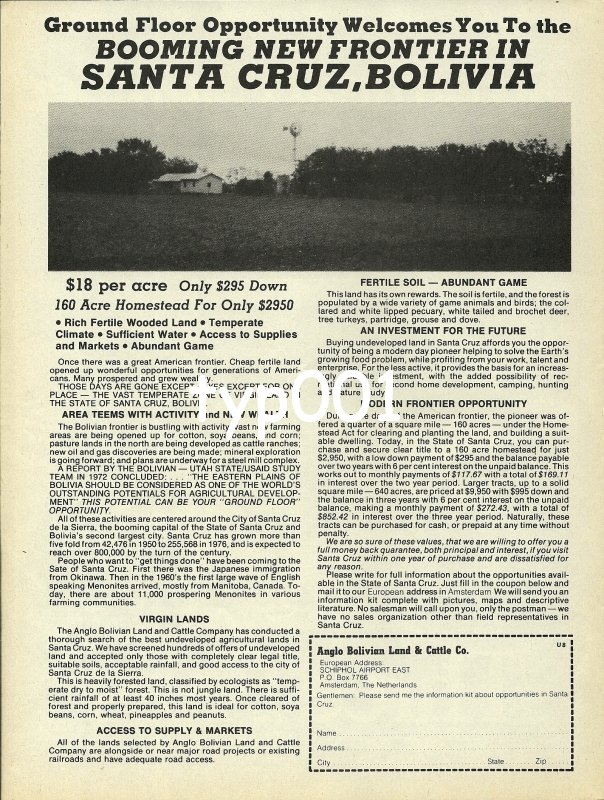 Ground Floor Opportunity Welcomes You To the
BOOMING NEW FRONTIER IN
SANTA CRUZ, BOLIVIA
$18 per acre Only $295 Down
160 Acre Homestead For Only $2950
• Rich Fertile Wooded Land • Temperate
Climate • Sufficient Water • Access to Supplies
and Markets • Abundant Game
Once there was a great American frontier. Cheap fertile land
opened up wonderful opportunities for generations of Ameri-
cans. Many prospered and grew
THOSE DAYS ARE GONE EXCEPT FOR ON
PLACE — THE VAST TEMPERATE
THE STATE OF SANTA CRUZ,
AREA TEEMS WITH ACTIVITY and NEW
The Bolivian frontier is bustling with activity vast new farming
areas are being opened up for cotton, soya beans, and corn;
pasture lands in the north are being developed as cattle ranches;
new oil and gas discoveries are being made; mineral exploration
is going forward; and plans are underway for a steel mill complex.
A REPORT BY THE BOLIVIAN — UTAH STATE/USAID STUDY
TEAM IN 1972 CONCLUDED: . . . "THE EASTERN PLAINS OF
BOLIVIA SHOULD BE CONSIDERED AS ONE OF THE WORLD'S
OUTSTANDING POTENTIALS FOR AGRICULTURAL DEVELOP-
MENT" THIS POTENTIAL CAN BE YOUR "GROUND FLOOR"
OPPORTUNITY.
All of these activities are centered around the City of Santa Cruz
de la Sierra, the booming capital of the State of Santa Cruz and
Bolivia's second largest city. Santa Cruz has grown more than
five fold from 42,476 in 1950 to 255,568 in 1976, and is expected to
reach over 800,000 by the turn of the century.
People who want to "get things done" have been coming to the
Sate of Santa Cruz. First there was the Japanese immigration
from Okinawa. Then in the 1960's the first large wave of English
speaking Menonites arrived, mostly from Manitoba, Canada. To-
day, there are about 11,000 prospering Menonites in various
farming communities.
VIRGIN LANDS
The Anglo Bolivian Land and Cattle Company has conducted a
thorough search of the best undeveloped agricultural lands in
Santa Cruz. We have screened hundreds of offers of undeveloped
land and accepted only those with completely clear legal title,
suitable soils, acceptable rainfall, and good access to the city of
Santa Cruz de la Sierra.
This is heavily forested land, classified by ecologists as "temp-
erate dry to moist" forest. This is not jungle land. There is suffi-
cient rainfall of at least 40 inches most years. Once cleared of
forest and properly prepared, this land is ideal for cotton, soya
beans, corn, wheat, pineapples and peanuts.
ACCESS TO SUPPLY & MARKETS
All of the lands selected by Anglo Bolivian Land and Cattle
Company are alongside or near major road projects or existing
railroads and have adequate road access.
FERTILE SOIL — ABUNDANT GAME
This land has its own rewards. The soil is fertile, and the forest is
populated by a wide variety of game animals and birds; the col-
lared and white lipped pecuary, white tailed and brochet deer,
tree turkeys, partridge, grouse and dove.
AN INVESTMENT FOR THE FUTURE
Buying undeveloped land in Santa Cruz affords you the oppor-
tunity of being a modern day pioneer helping to solve the Earth's
growing food problem, while profiting from your work, talent and
enterprise. For the less active, it provides the basis for an increas-
ingly investment, with the added possibility of rec-
second home development, camping, hunting
MODERN FRONTIER OPPORTUNITY
the American frontier, the pioneer was of-
fered a quarter of a square mile — 160 acres — under the Home-
stead Act for clearing and planting the land, and building a suit-
able dwelling. Today, in the State of Santa Cruz, you can pur-
chase and secure clear title to a 160 acre homestead for just
$2,950, with a low down payment of $295 and the balance payable
over two years with 6 per cent interest on the unpaid balance. This
works out to monthly payments of $117.67 with a total of $169.11
in interest over the two year period. Larger tracts, up to a solid
square mile — 640 acres, are priced at $9,950 with $995 down and
the balance in three years with 6 per cent interest on the unpaid
balance, making a monthly payment of $272.43, with a total of
$852.42 in interest over the three year period. Naturally, these
tracts can be purchased for cash, or prepaid at any time without
penalty.
We are so sure of these values, that we are willing to offer you a
full money back guarantee, both principal and interest, if you visit
Santa Cruz within one year of purchase and are dissatisfied for
any reason.
Please write for full information about the opportunities avail-
able in the State of Santa Cruz. Just fill in the coupon below and
mail it to our European address in Amsterdam We will send you an
information kit complete with pictures, maps and descriptive
literature. No salesman will call upon you, only the postman — we
have no sales organization other than field representatives in
Santa Cruz.
Anglo Bolivian Land & Cattle Co.
European Address:
SCHIPHOL AIRPORT EAST
P.O. Box 7766
Amsterdam, The Netherlands
Gentlemen: Please send me the information kit about opportunities in Santa
Cruz.
Name
Address
City State Zip
typ001